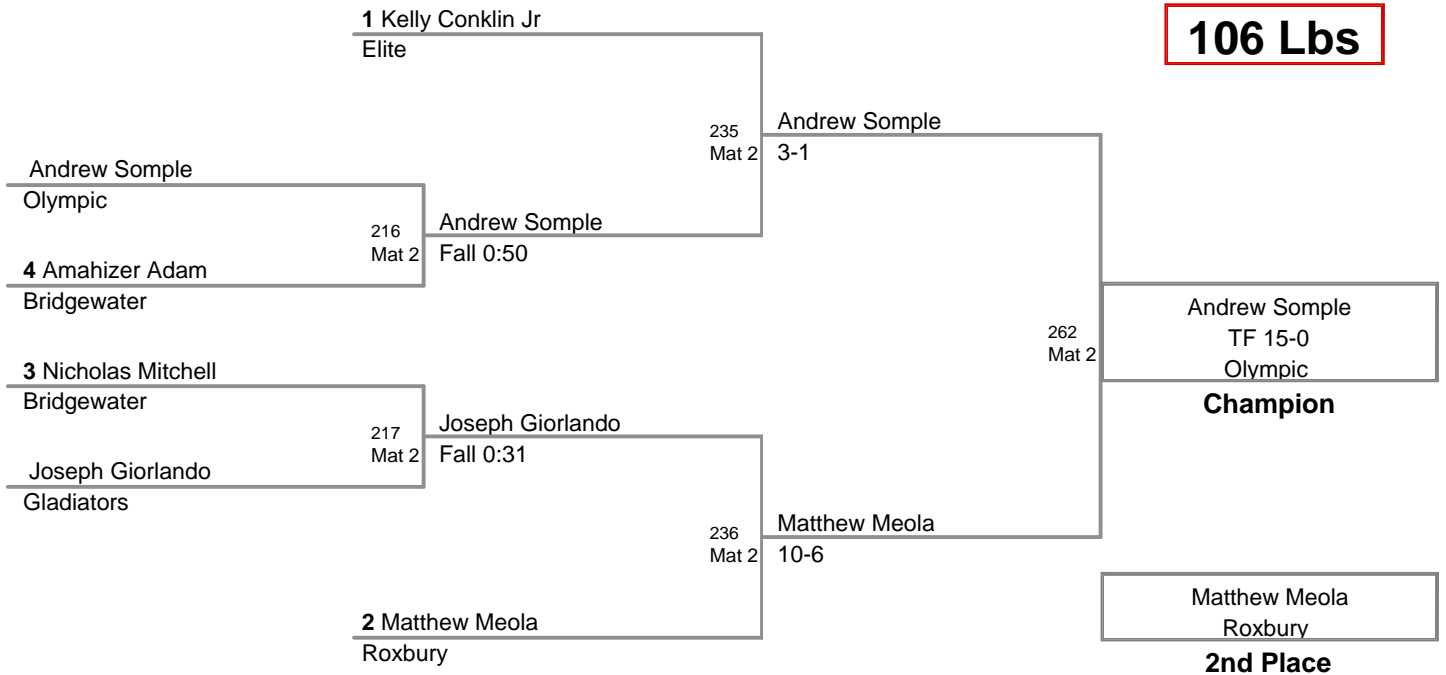 1 Kelly Conklin Jr
Elite
106 Lbs
235
Mat 2
Andrew Somple
3-1
Andrew Somple
Olympic
216
Mat 2
Andrew Somple
Fall 0:50
4 Amahizer Adam
Bridgewater
262
Mat 2
Andrew Somple
TF 15-0
Olympic
Champion
3 Nicholas Mitchell
Bridgewater
217
Mat 2
Joseph Giorlando
Fall 0:31
Joseph Giorlando
Gladiators
236
Mat 2
Matthew Meola
10-6
2 Matthew Meola
Roxbury
Matthew Meola
Roxbury
2nd Place